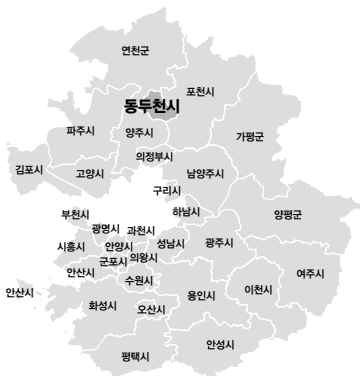 연천군
포천시
동두천시
파주시
양주시
가평군
의정부시
김포시
고양시
남양주시
구리시
하남시
부천시
양평군
광명시
과천시
시흥시
안양시
성남시
광주시
군포시
의왕시
안산시
수원시
여주시
안산시
용인시
이천시
화성시
오산시
안성시
평택시